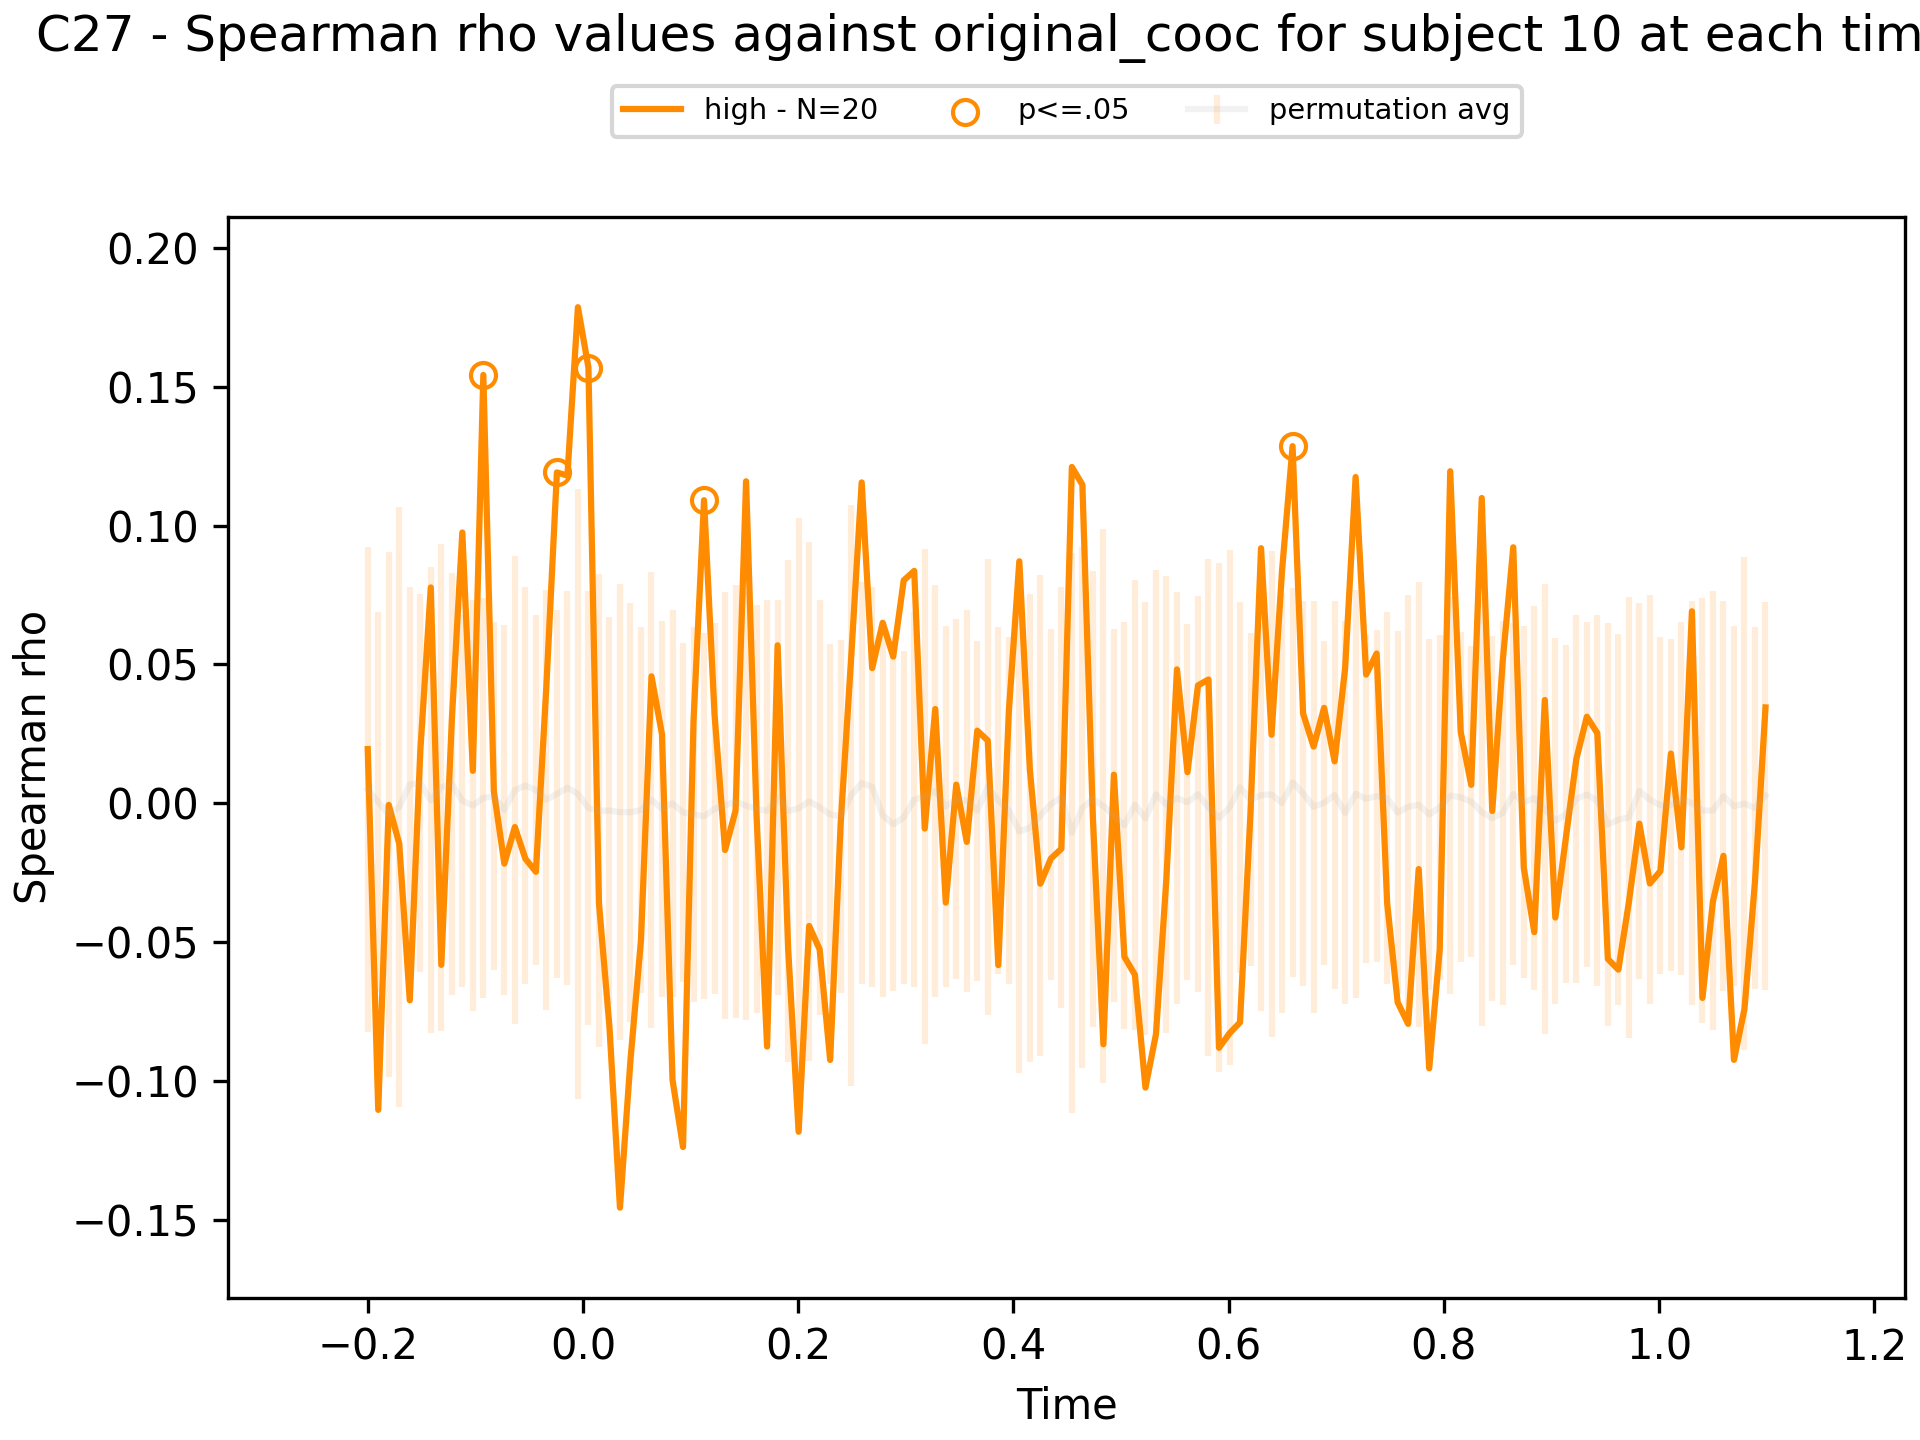 C27 - Spearman rho values against original_cooc for subject 10 at each tim
high - N=20 p<=.05 permutation avg
0.20
0.15
0.10
0.05
0.00
−0.05
−0.10
−0.15
Spearman rho
−0.2 0.0 0.2 0.4 0.6 0.8 1.0 1.2
Time